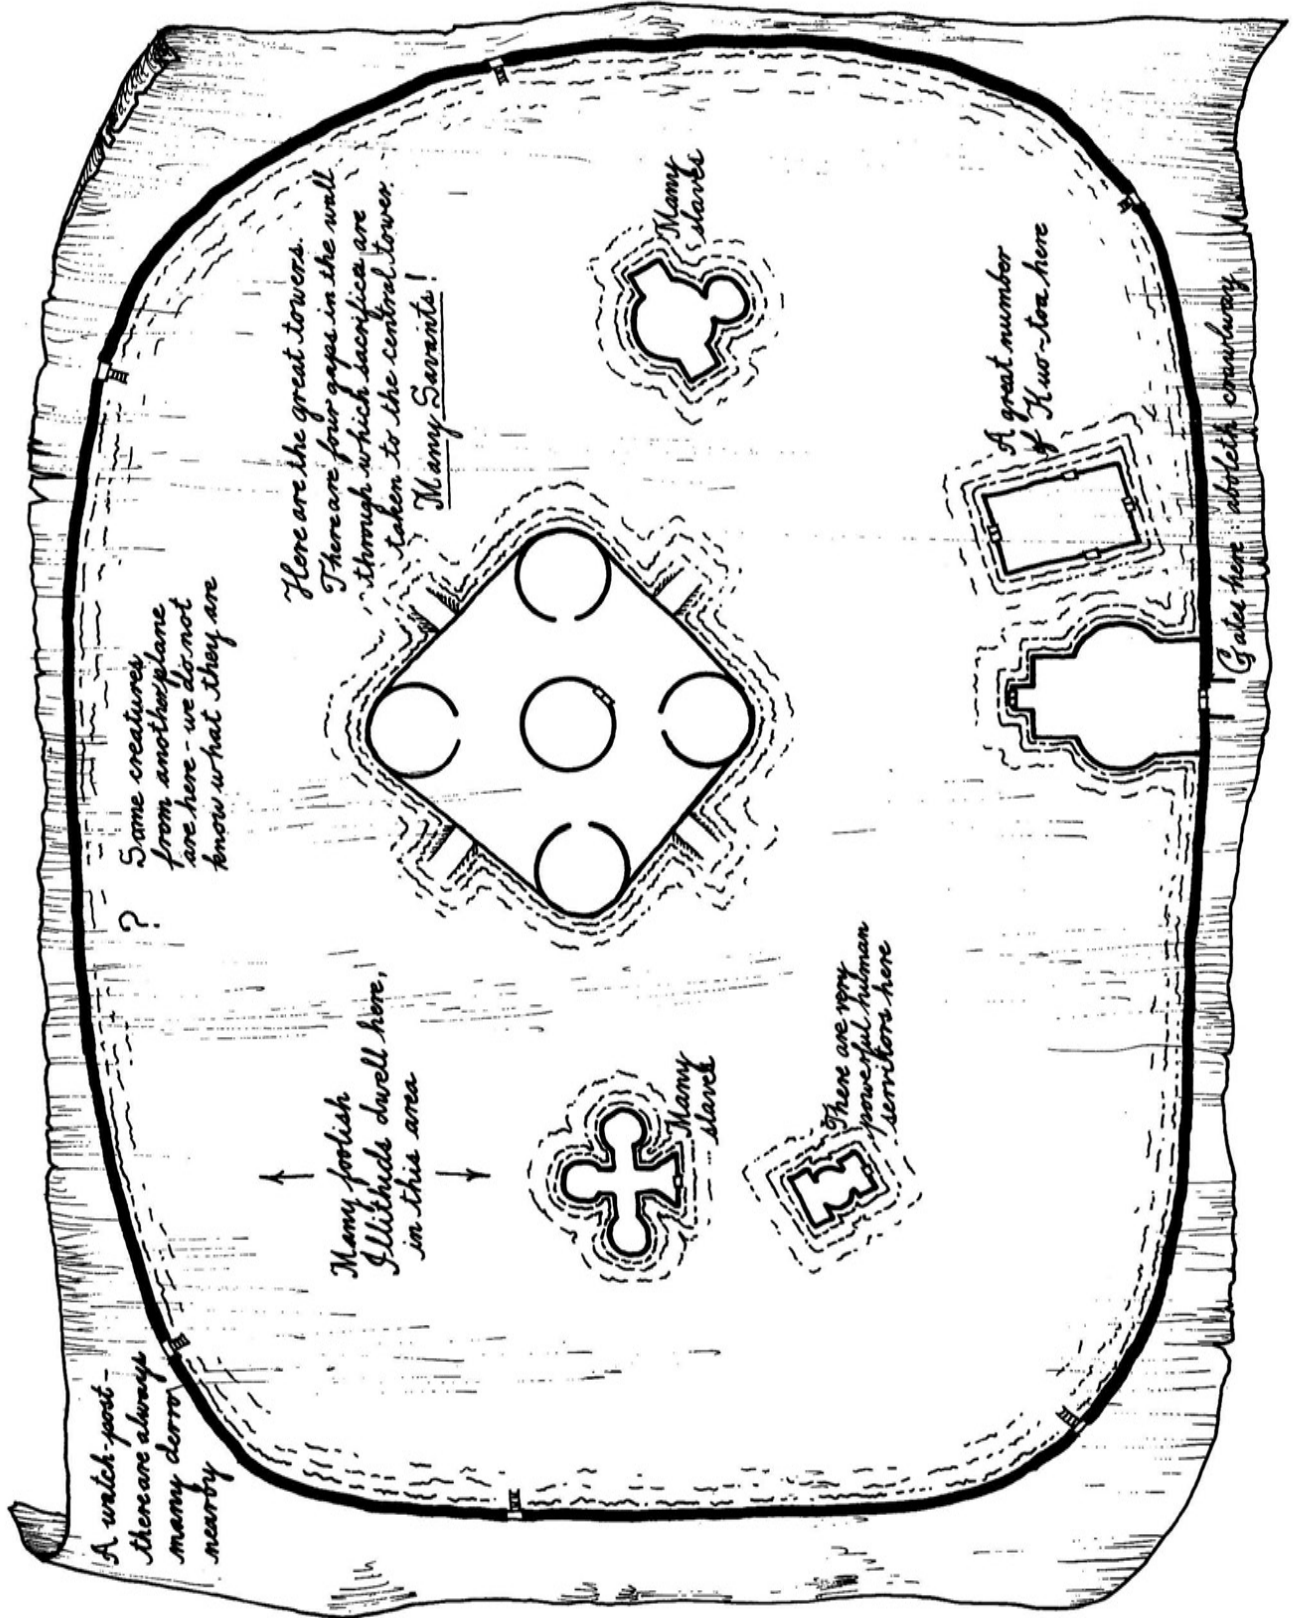 A watch-post -
there are always
many derro
nearby
?
Some creatures
from another plane
are here - we do not
know what they are
Here are the great towers.
There are four gaps in the wall
through which sacrifices are
taken to the central tower.
Many Savants!
Many foolish
Illithids dwell here,
in this area
Many
slaves
Many
slaves
There are very
powerful human
servitors here
A great number
of Kuo-toa here
Gates here: aboleth crawlway